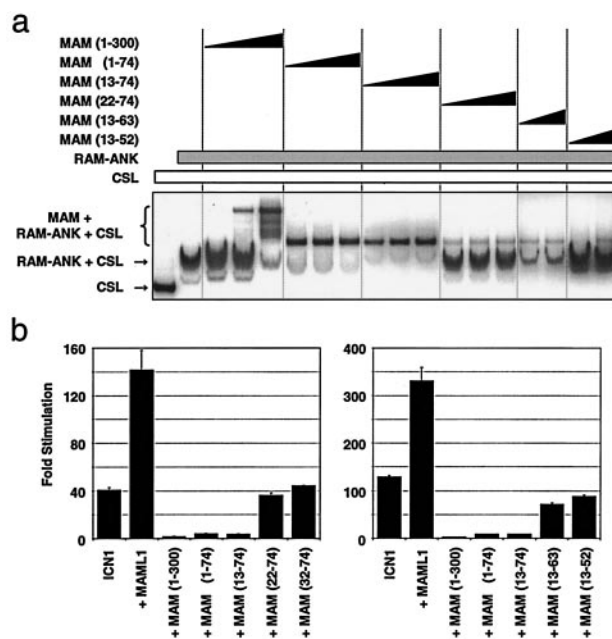 a
MAM (1-300)
MAM (1-74)
MAM (13-74)
MAM (22-74)
MAM (13-63)
MAM (13-52)
RAM-ANK
CSL
MAM +
RAM-ANK + CSL
RAM-ANK + CSL →
CSL →
b
Fold Stimulation
160
120
80
40
0
ICN1
+ MAML1
+ MAM (1-300)
+ MAM (1-74)
+ MAM (13-74)
+ MAM (22-74)
+ MAM (32-74)
400
300
200
100
0
ICN1
+ MAML1
+ MAM (1-300)
+ MAM (1-74)
+ MAM (13-74)
+ MAM (13-63)
+ MAM (13-52)